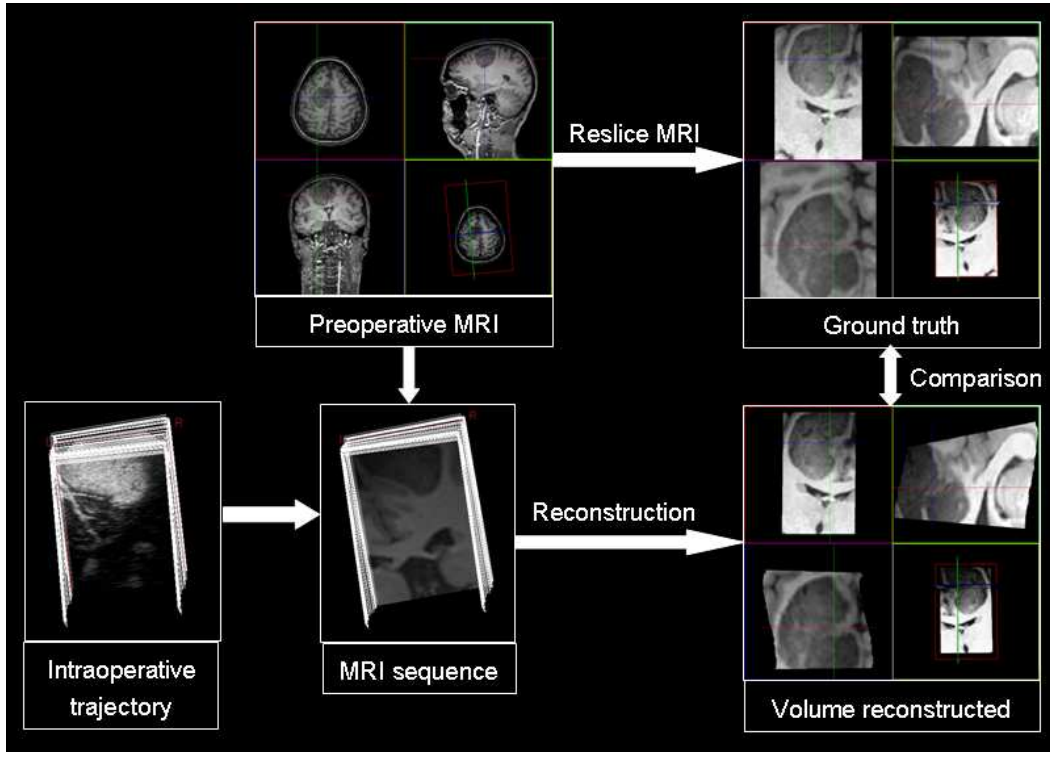 Reslice MRI
Preoperative MRI
Ground truth
Comparison
R
Reconstruction
Intraoperative
trajectory
MRI sequence
Volume reconstructed